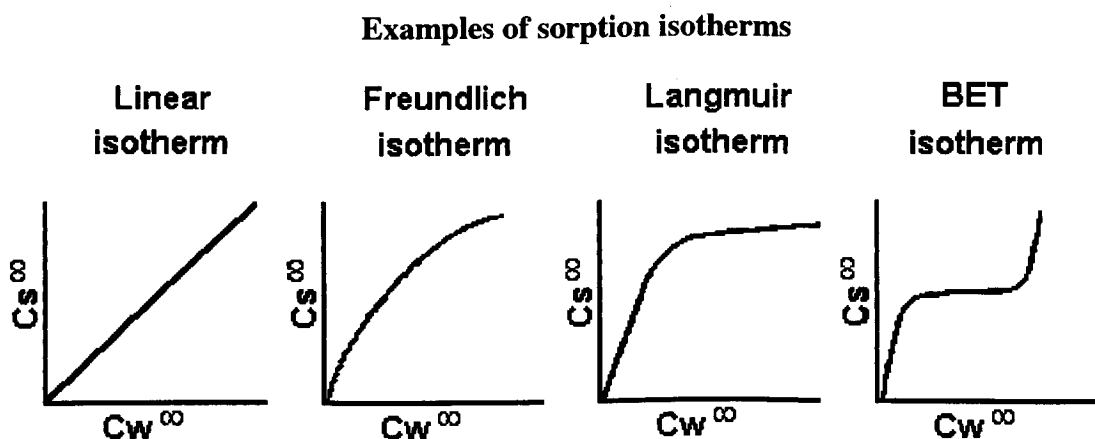 Examples of sorption isotherms
Linear
isotherm
Freundlich
isotherm
Langmuir
isotherm
BET
isotherm
Cs∞
Cw∞
Cs∞
Cw∞
Cs∞
Cw∞
Cs∞
Cw∞